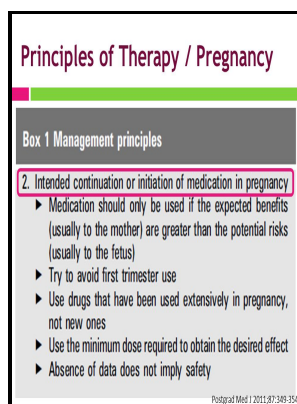 Principles of Therapy / Pregnancy
Box 1 Management principles
2. Intended continuation or initiation of medication in pregnancy
▶ Medication should only be used if the expected benefits
(usually to the mother) are greater than the potential risks
(usually to the fetus)
▶ Try to avoid first trimester use
▶ Use drugs that have been used extensively in pregnancy,
not new ones
▶ Use the minimum dose required to obtain the desired effect
▶ Absence of data does not imply safety
Postgrad Med J 2011;87:349-354